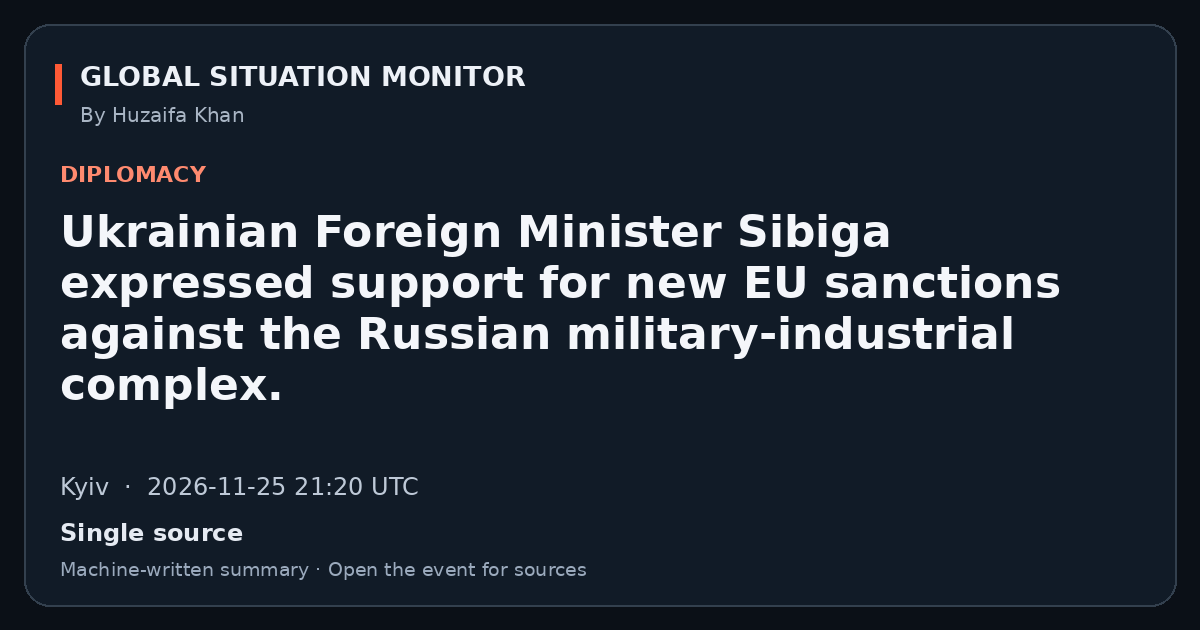 GLOBAL SITUATION MONITOR
By Huzaifa Khan
DIPLOMACY
Ukrainian Foreign Minister Sibiga
expressed support for new EU sanctions
against the Russian military-industrial
complex.
Kyiv · 2026-11-25 21:20 UTC
Single source
Machine-written summary · Open the event for sources